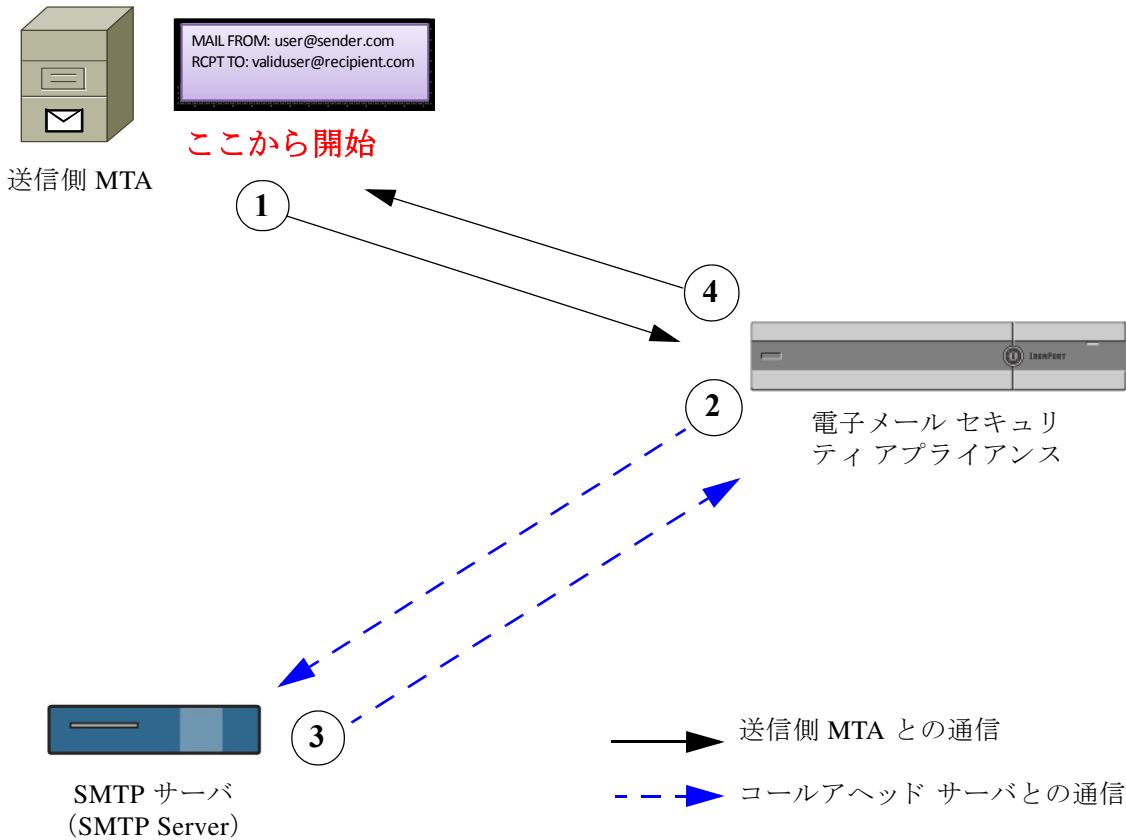 MAIL FROM: user@sender.com
RCPT TO: validuser@recipient.com
ここから開始
送信側 MTA
1
4
IRONPORT
2
電子メール セキュリ
ティ アプライアンス
3
SMTP サーバ
（SMTP Server）
送信側 MTA との通信
コールアヘッド サーバとの通信